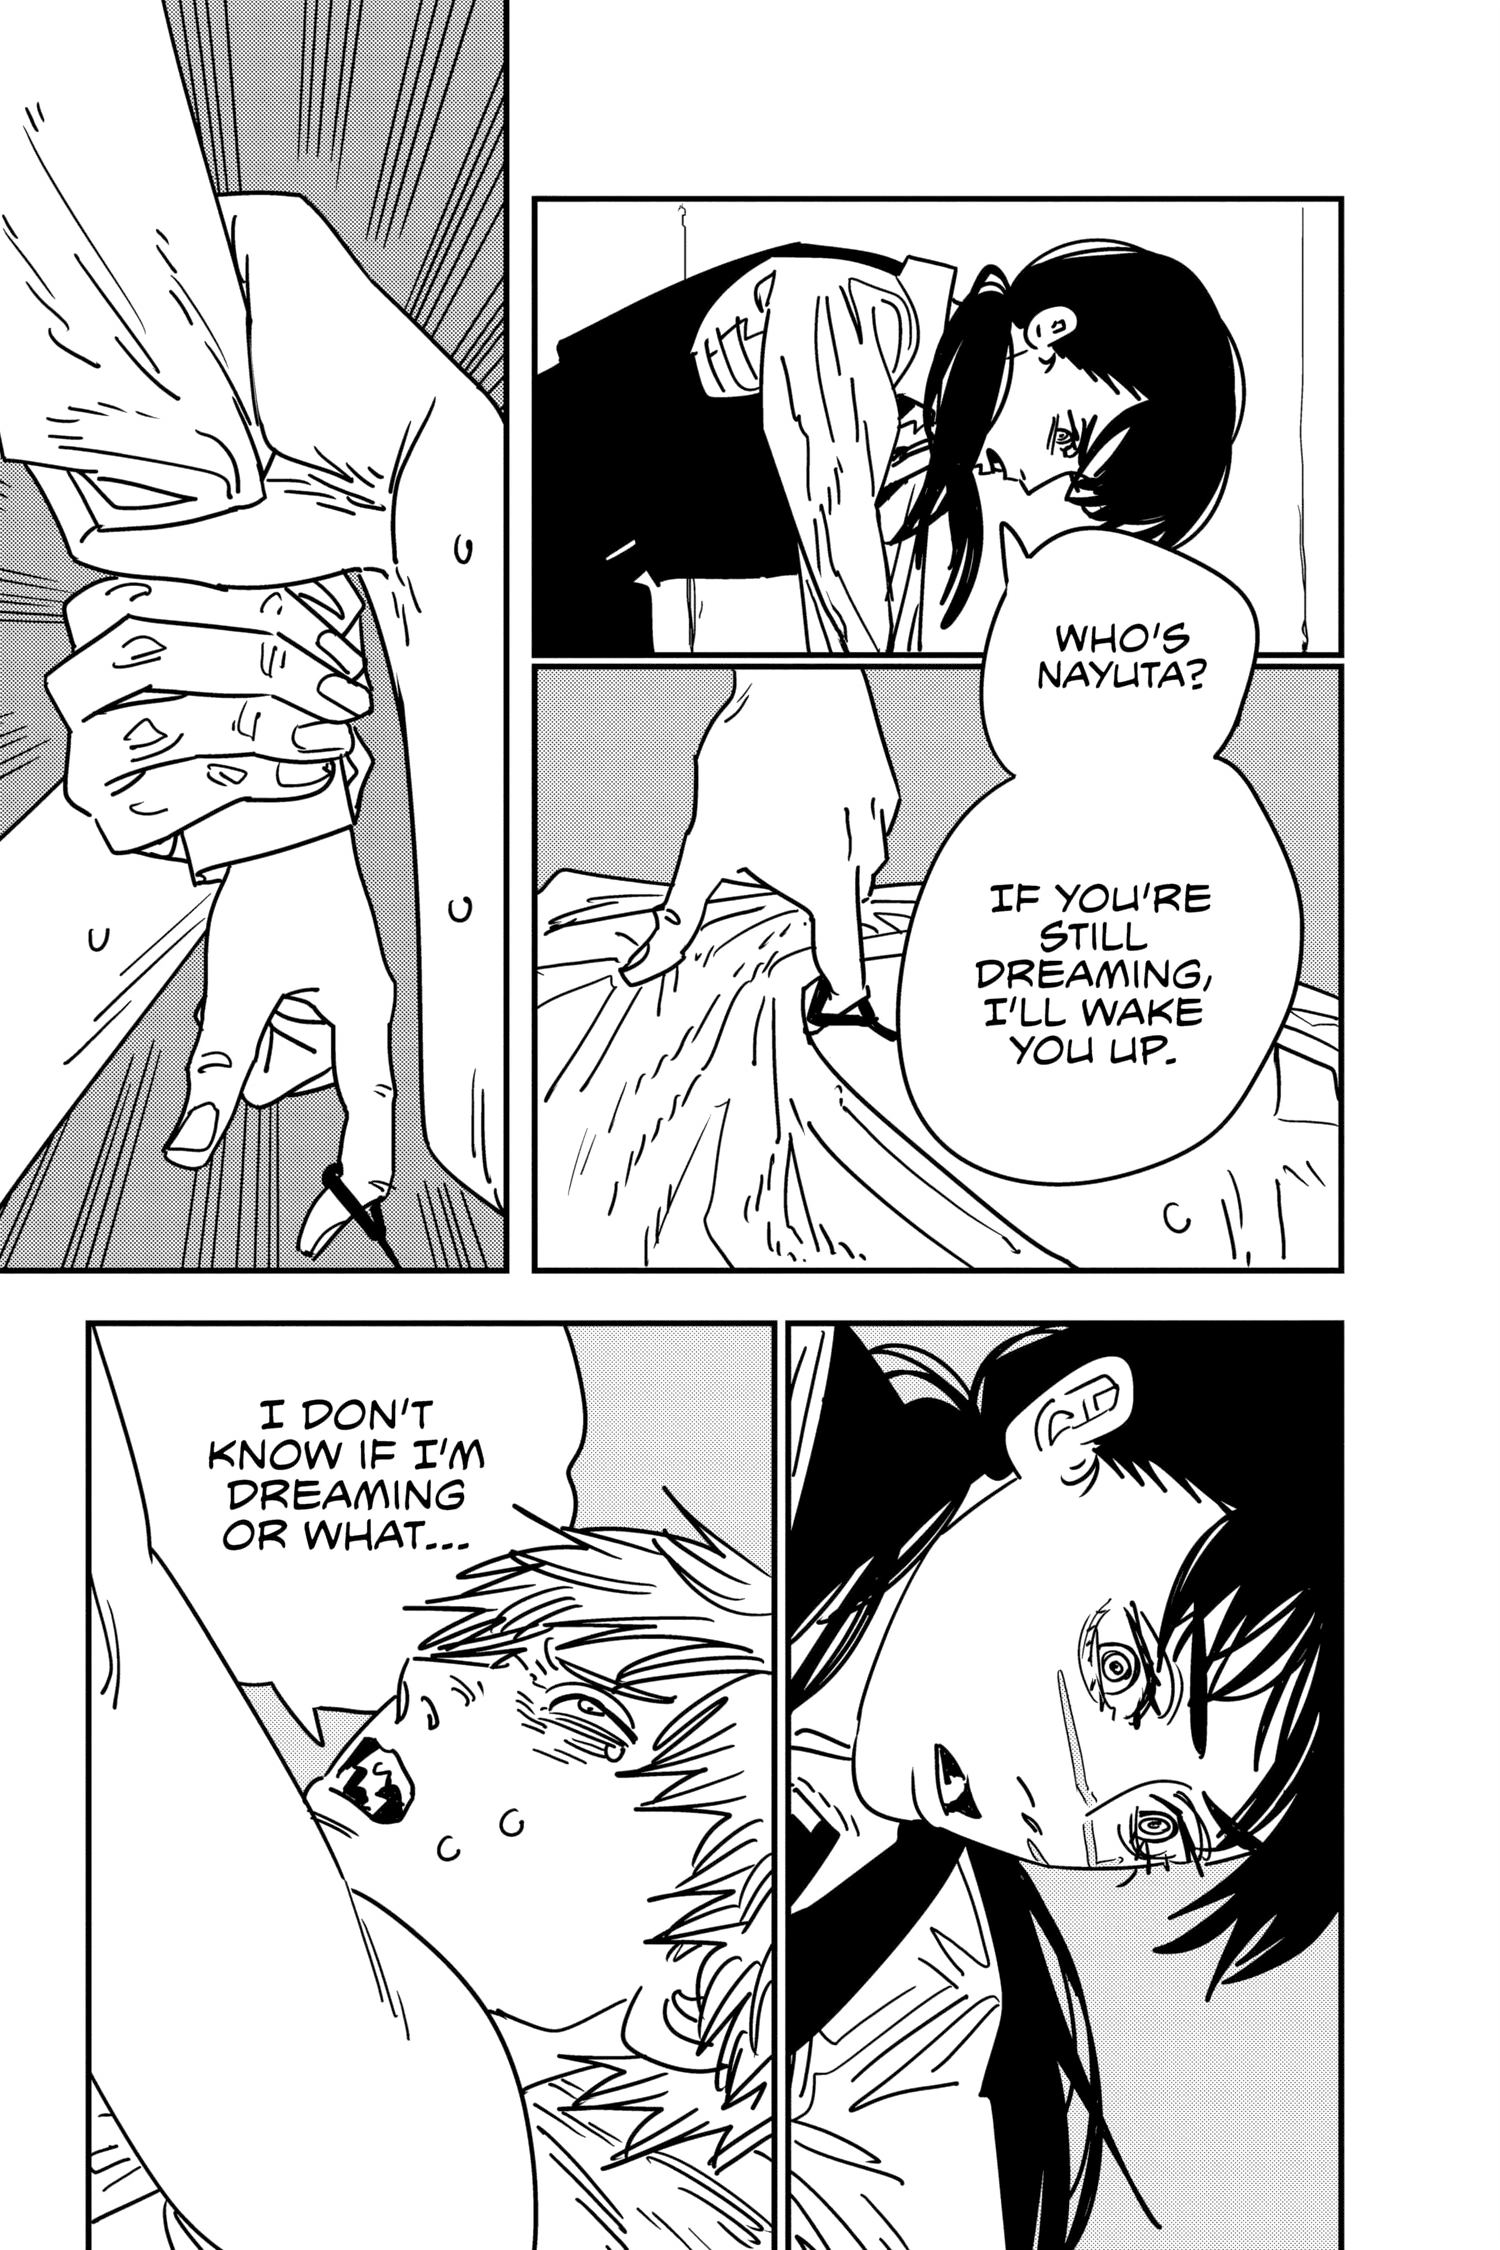 WHO'S
NAYUTA?
IF YOU'RE
STILL
DREAMING,
I'LL WAKE
YOU UP.
I DON'T
KNOW IF I'M
DREAMING
OR WHAT...